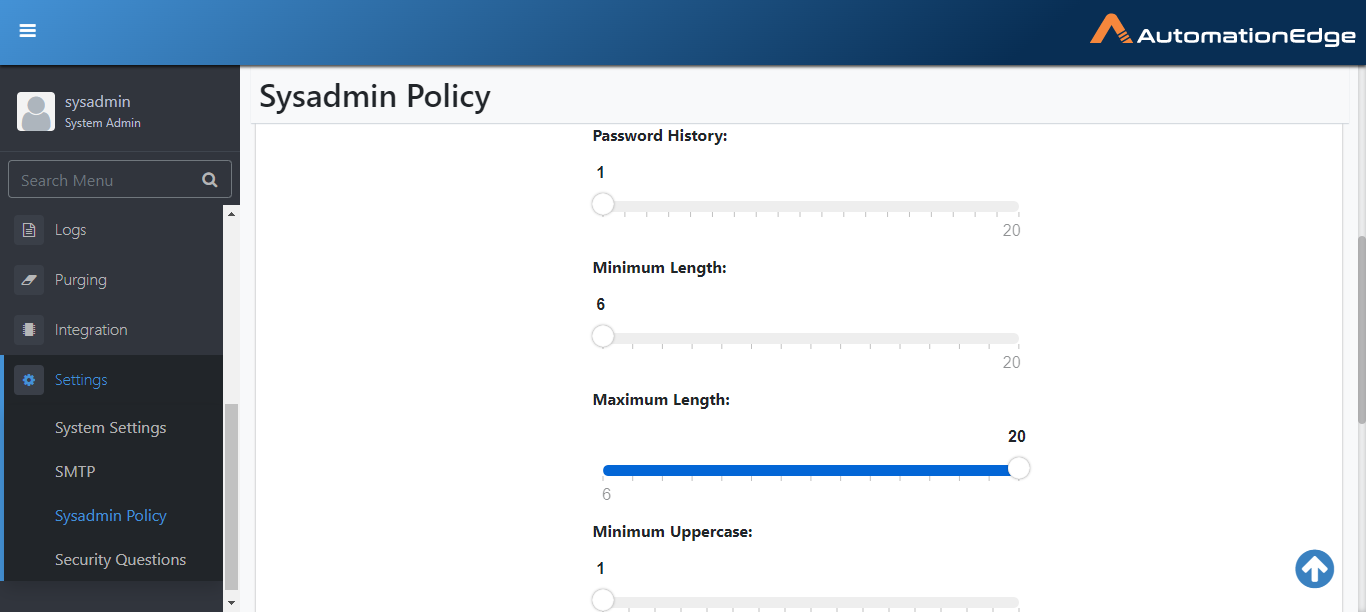 AutomationEdge
sysadmin
System Admin
Search Menu
Logs
Purging
Integration
Settings
System Settings
SMTP
Sysadmin Policy
Security Questions
Sysadmin Policy
Password History:
1
20
Minimum Length:
6
20
Maximum Length:
20
6
Minimum Uppercase:
1